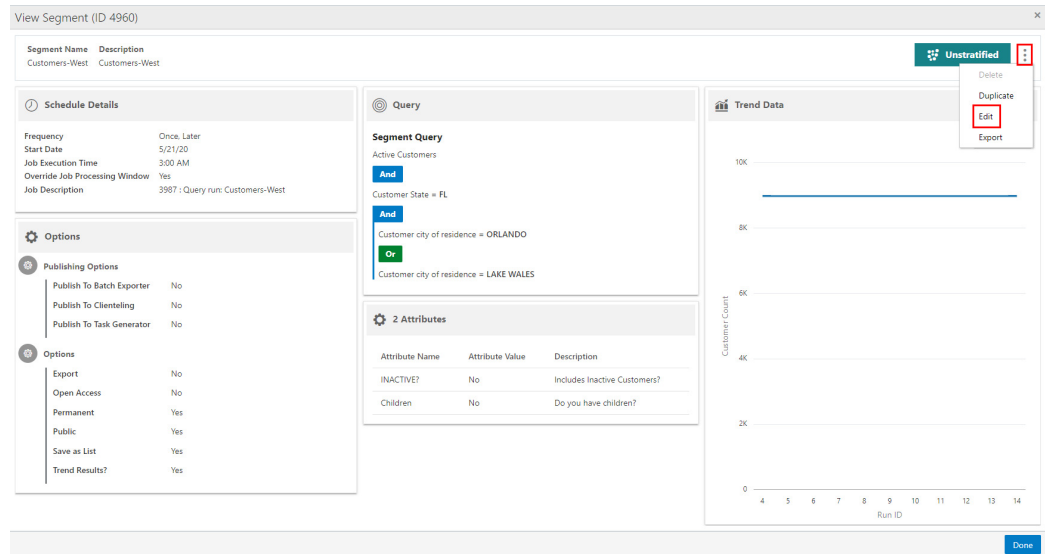 View Segment (ID 4960)
×
Segment Name Description
Customers-West Customers-West
Unstratified
Delete
Duplicate
Edit
Export
Schedule Details
Frequency Once, Later
Start Date 5/21/20
Job Execution Time 3:00 AM
Override Job Processing Window Yes
Job Description 3987 : Query run: Customers-West
Options
Publishing Options
Publish To Batch Exporter No
Publish To Clienteling No
Publish To Task Generator No
Options
Export No
Open Access No
Permanent Yes
Public Yes
Save as List Yes
Trend Results? Yes
Query
Segment Query
Active Customers
And
Customer State = FL
And
Customer city of residence = ORLANDO
Or
Customer city of residence = LAKE WALES
2 Attributes
Attribute Name Attribute Value Description
INACTIVE? No Includes Inactive Customers?
Children No Do you have children?
Trend Data
10K
8K
6K
4K
2K
0
Customer Count
4 5 6 7 8 9 10 11 12 13 14
Run ID
Done